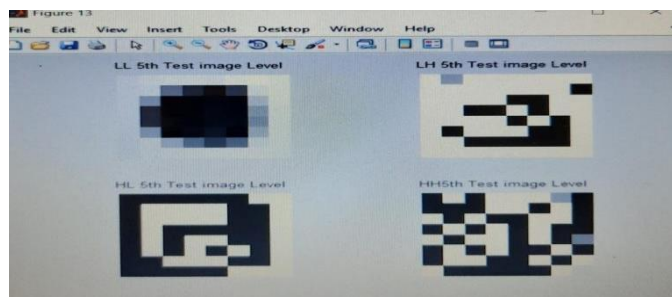 Figure 13
File Edit View Insert Tools Desktop Window Help
LL 5th Test image Level
LH 5th Test image Level
HL 5th Test image Level
HH5th Test image Level